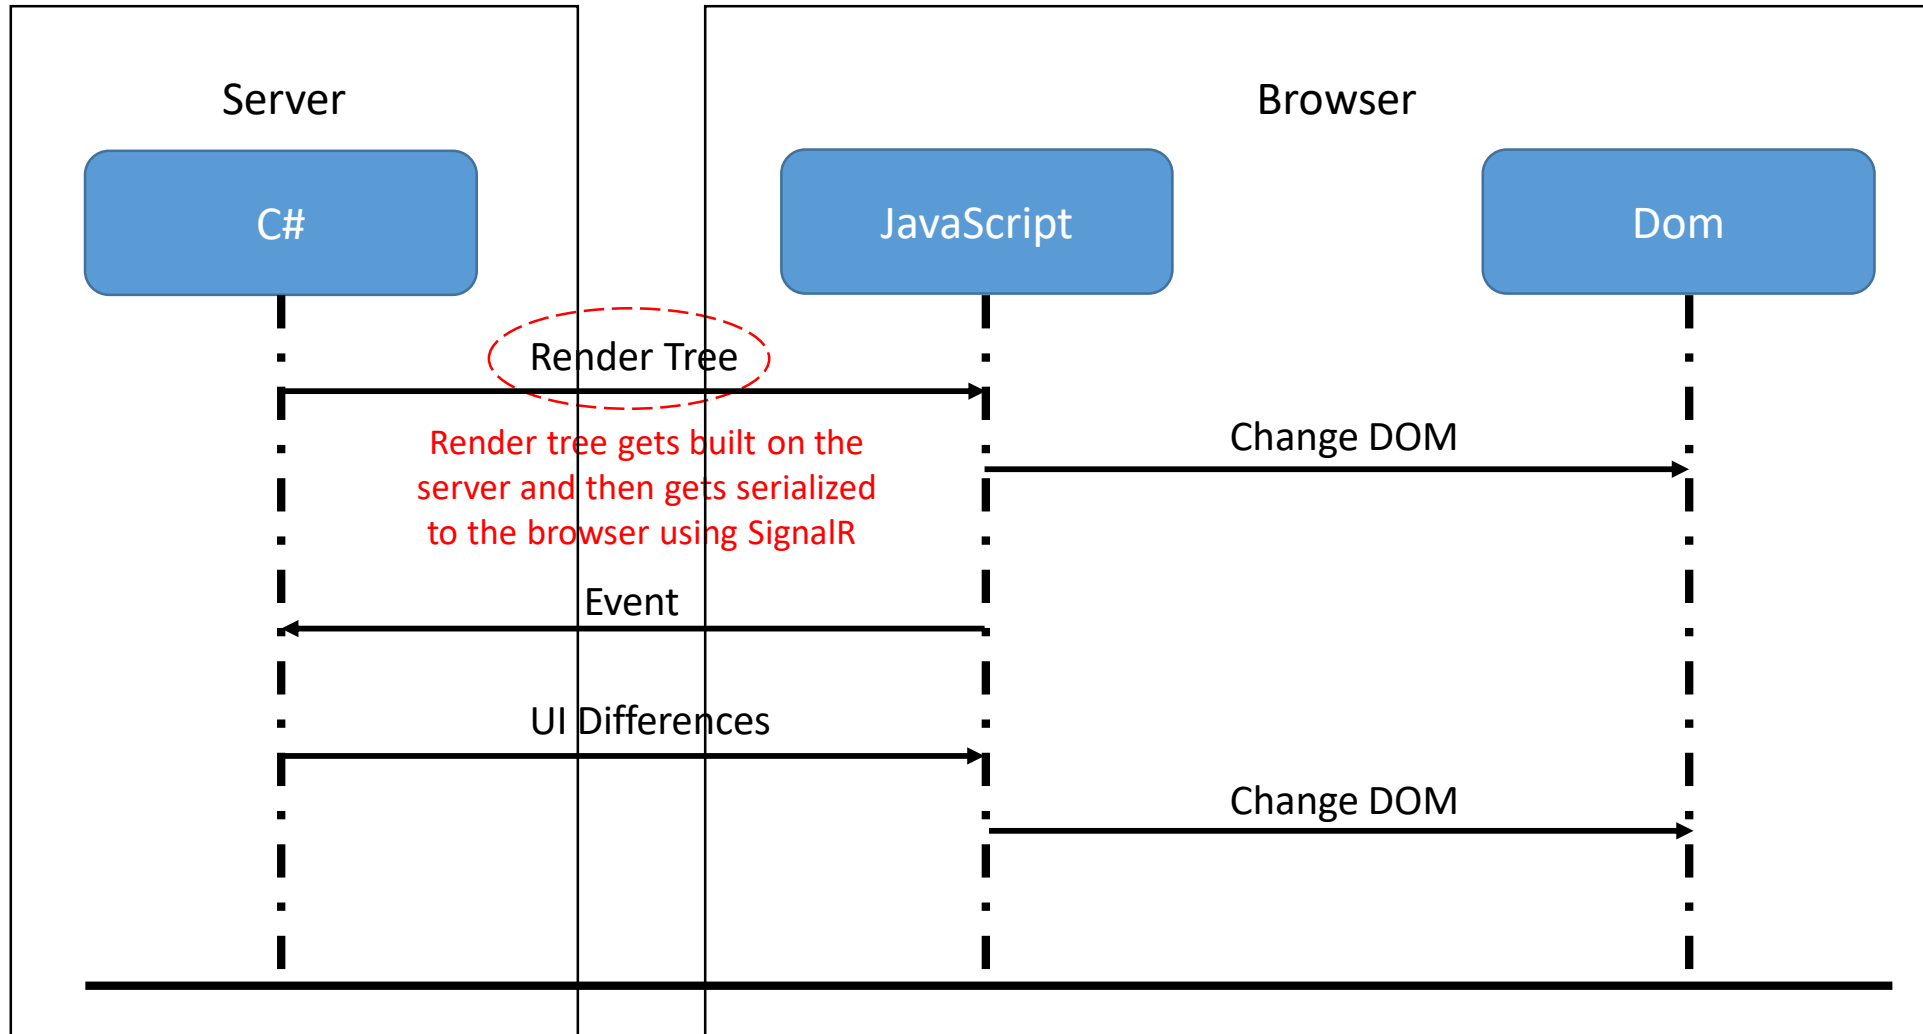 Server
Browser
C#
JavaScript
Dom
Render Tree
Render tree gets built on the
server and then gets serialized
to the browser using SignalR
Change DOM
Event
UI Differences
Change DOM